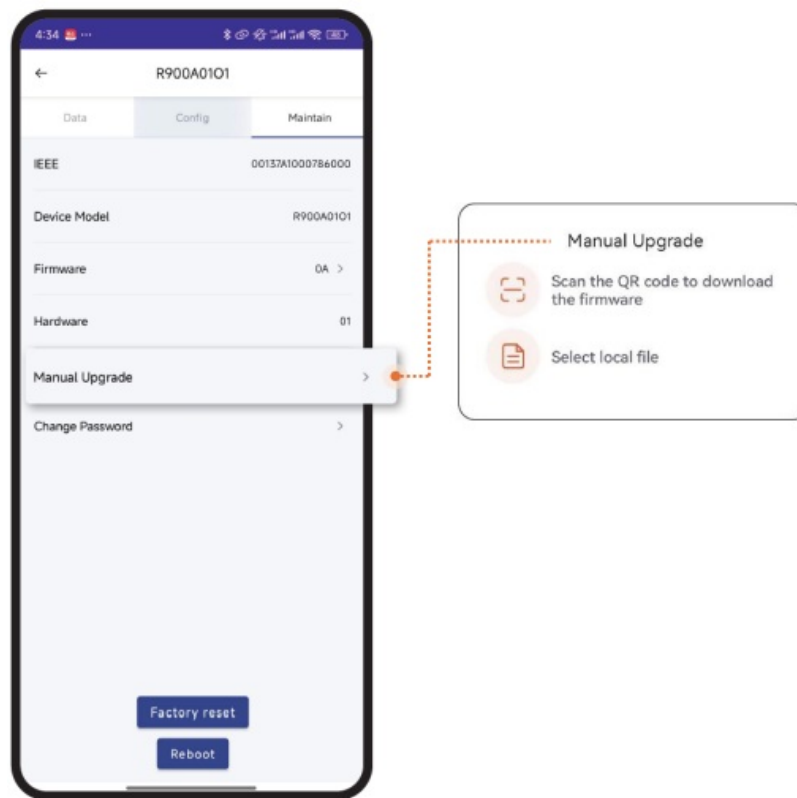 4:34
R900A01O1
Data Config Maintain
IEEE 00137A1000786000
Device Model R900A01O1
Firmware 0A >
Hardware 01
Manual Upgrade >
Change Password >
Factory reset
Reboot
Manual Upgrade
Scan the QR code to download
the firmware
Select local file